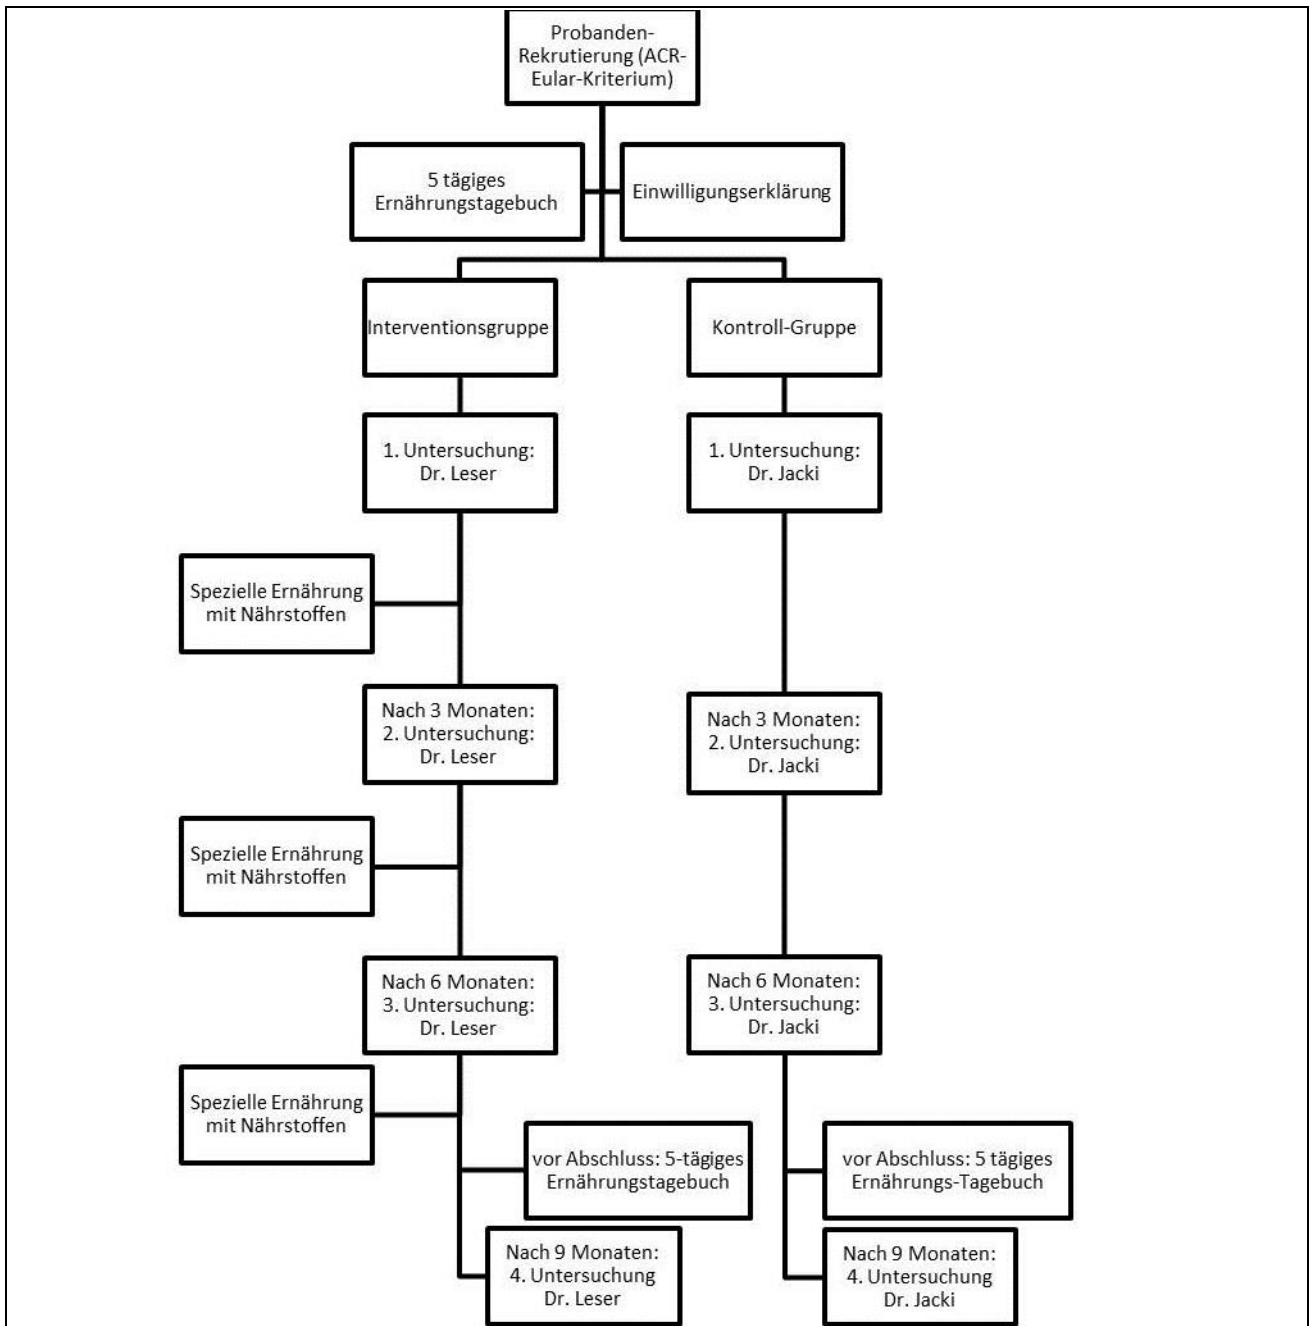 Probanden-
Rekrutierung (ACR-
Eular-Kriterium)
5 tägiges
Ernährungstagebuch
Einwilligungserklärung
Interventionsgruppe
Kontroll-Gruppe
1. Untersuchung:
Dr. Leser
1. Untersuchung:
Dr. Jacki
Spezielle Ernährung
mit Nährstoffen
Nach 3 Monaten:
2. Untersuchung:
Dr. Leser
Nach 3 Monaten:
2. Untersuchung:
Dr. Jacki
Spezielle Ernährung
mit Nährstoffen
Nach 6 Monaten:
3. Untersuchung:
Dr. Leser
Nach 6 Monaten:
3. Untersuchung:
Dr. Jacki
Spezielle Ernährung
mit Nährstoffen
vor Abschluss: 5-tägiges
Ernährungstagebuch
vor Abschluss: 5 tägiges
Ernährungs-Tagebuch
Nach 9 Monaten:
4. Untersuchung
Dr. Leser
Nach 9 Monaten:
4. Untersuchung
Dr. Jacki